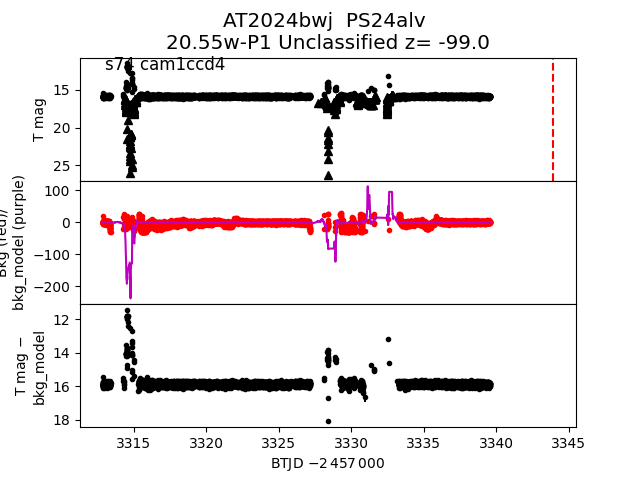 AT2024bwj PS24alv
20.55w-P1 Unclassified z= -99.0
s74 cam1ccd4
15
20
25
T mag
100
0
−100
−200
Bkg (red)/
bkg_model (purple)
12
14
16
18
T mag −
bkg_model
3315 3320 3325 3330 3335 3340 3345
BTJD −2 457 000